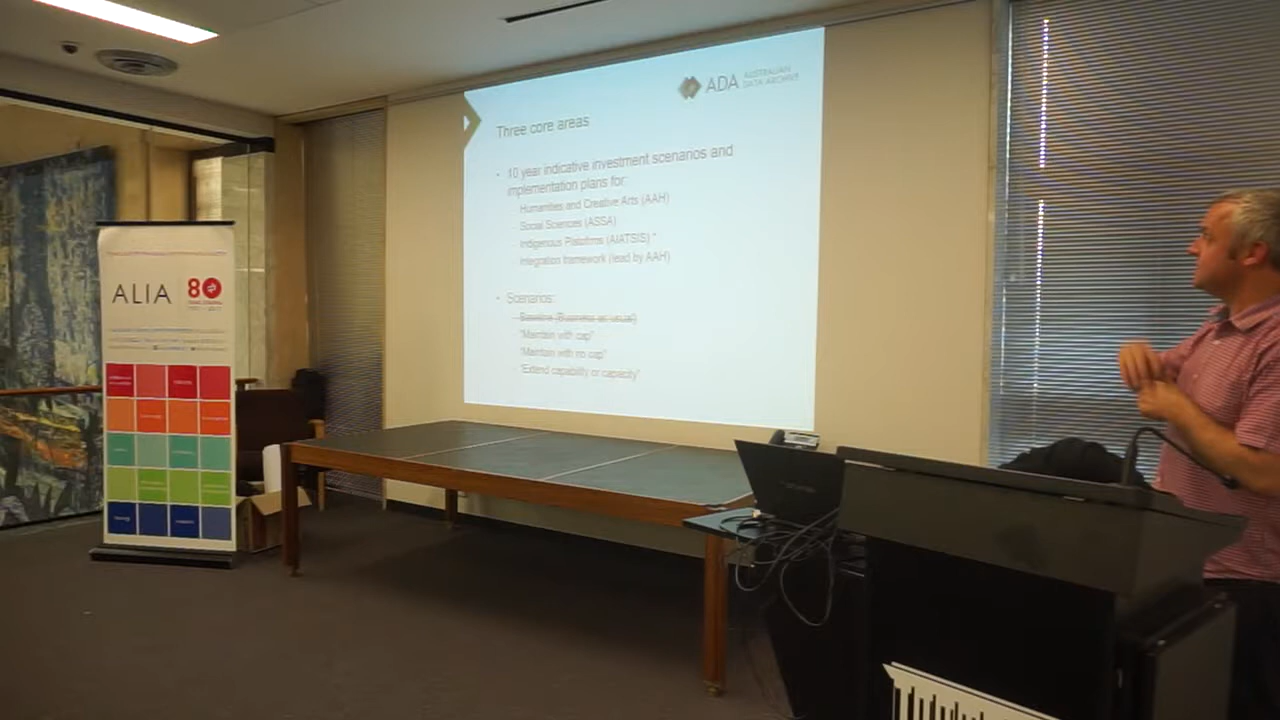 ADA AUSTRALIAN
DATA ARCHIVE
Three core areas
10 year indicative investment scenarios and
implementation plans for:
Humanities and Creative Arts (AAH)
Social Sciences (ASSA)
Indigenous Platofrms (AIATSIS) *
Integration framework (lead by AAH)
Scenarios:
Baseline (Business as usual)
"Maintain with cap"
"Maintain with no cap"
"Extend capability or capacity"
ALIA
80